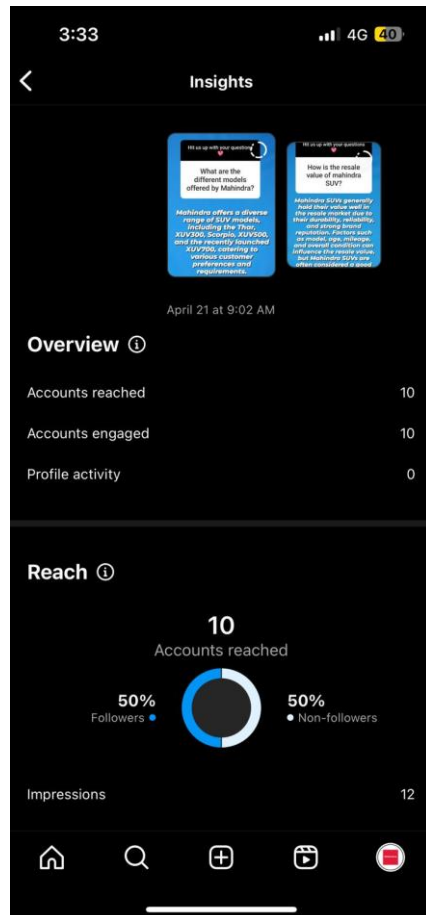 3:33
4G 40
Insights
Hit us up with your questions
What are the
different models
offered by Mahindra?
Mahindra offers a diverse
range of SUV models,
including the Thar,
XUV300, Scorpio, XUV500,
and the recently launched
XUV700, catering to
various customer
preferences and
requirements.
Hit us up with your questions
How is the resale
value of mahindra
SUV?
Mahindra SUVs generally
hold their value well in
the resale market due to
their durability, reliability,
and strong brand
reputation. Factors such
as model, age, mileage,
and overall condition can
influence the resale value,
but Mahindra SUVs are
often considered a good
April 21 at 9:02 AM
Overview
Accounts reached 10
Accounts engaged 10
Profile activity 0
Reach
10
Accounts reached
50% 50%
Followers Non-followers
Impressions 12